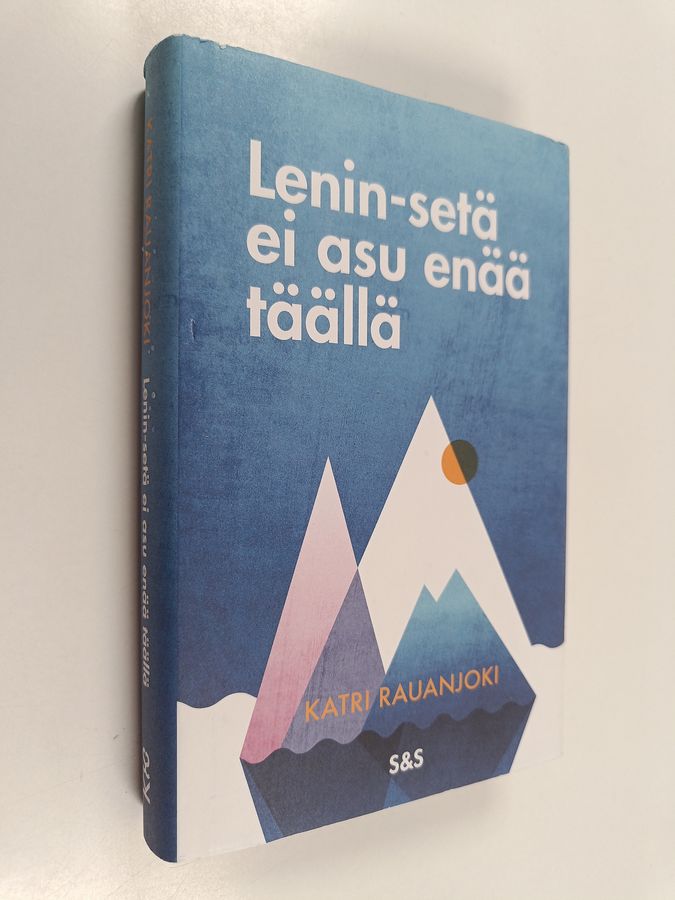 Lenin-setä
ei asu enää
täällä
KATRI RAUANJOKI
S&S
KATRI RAUANJOKI
Lenin-setä ei asu enää täällä